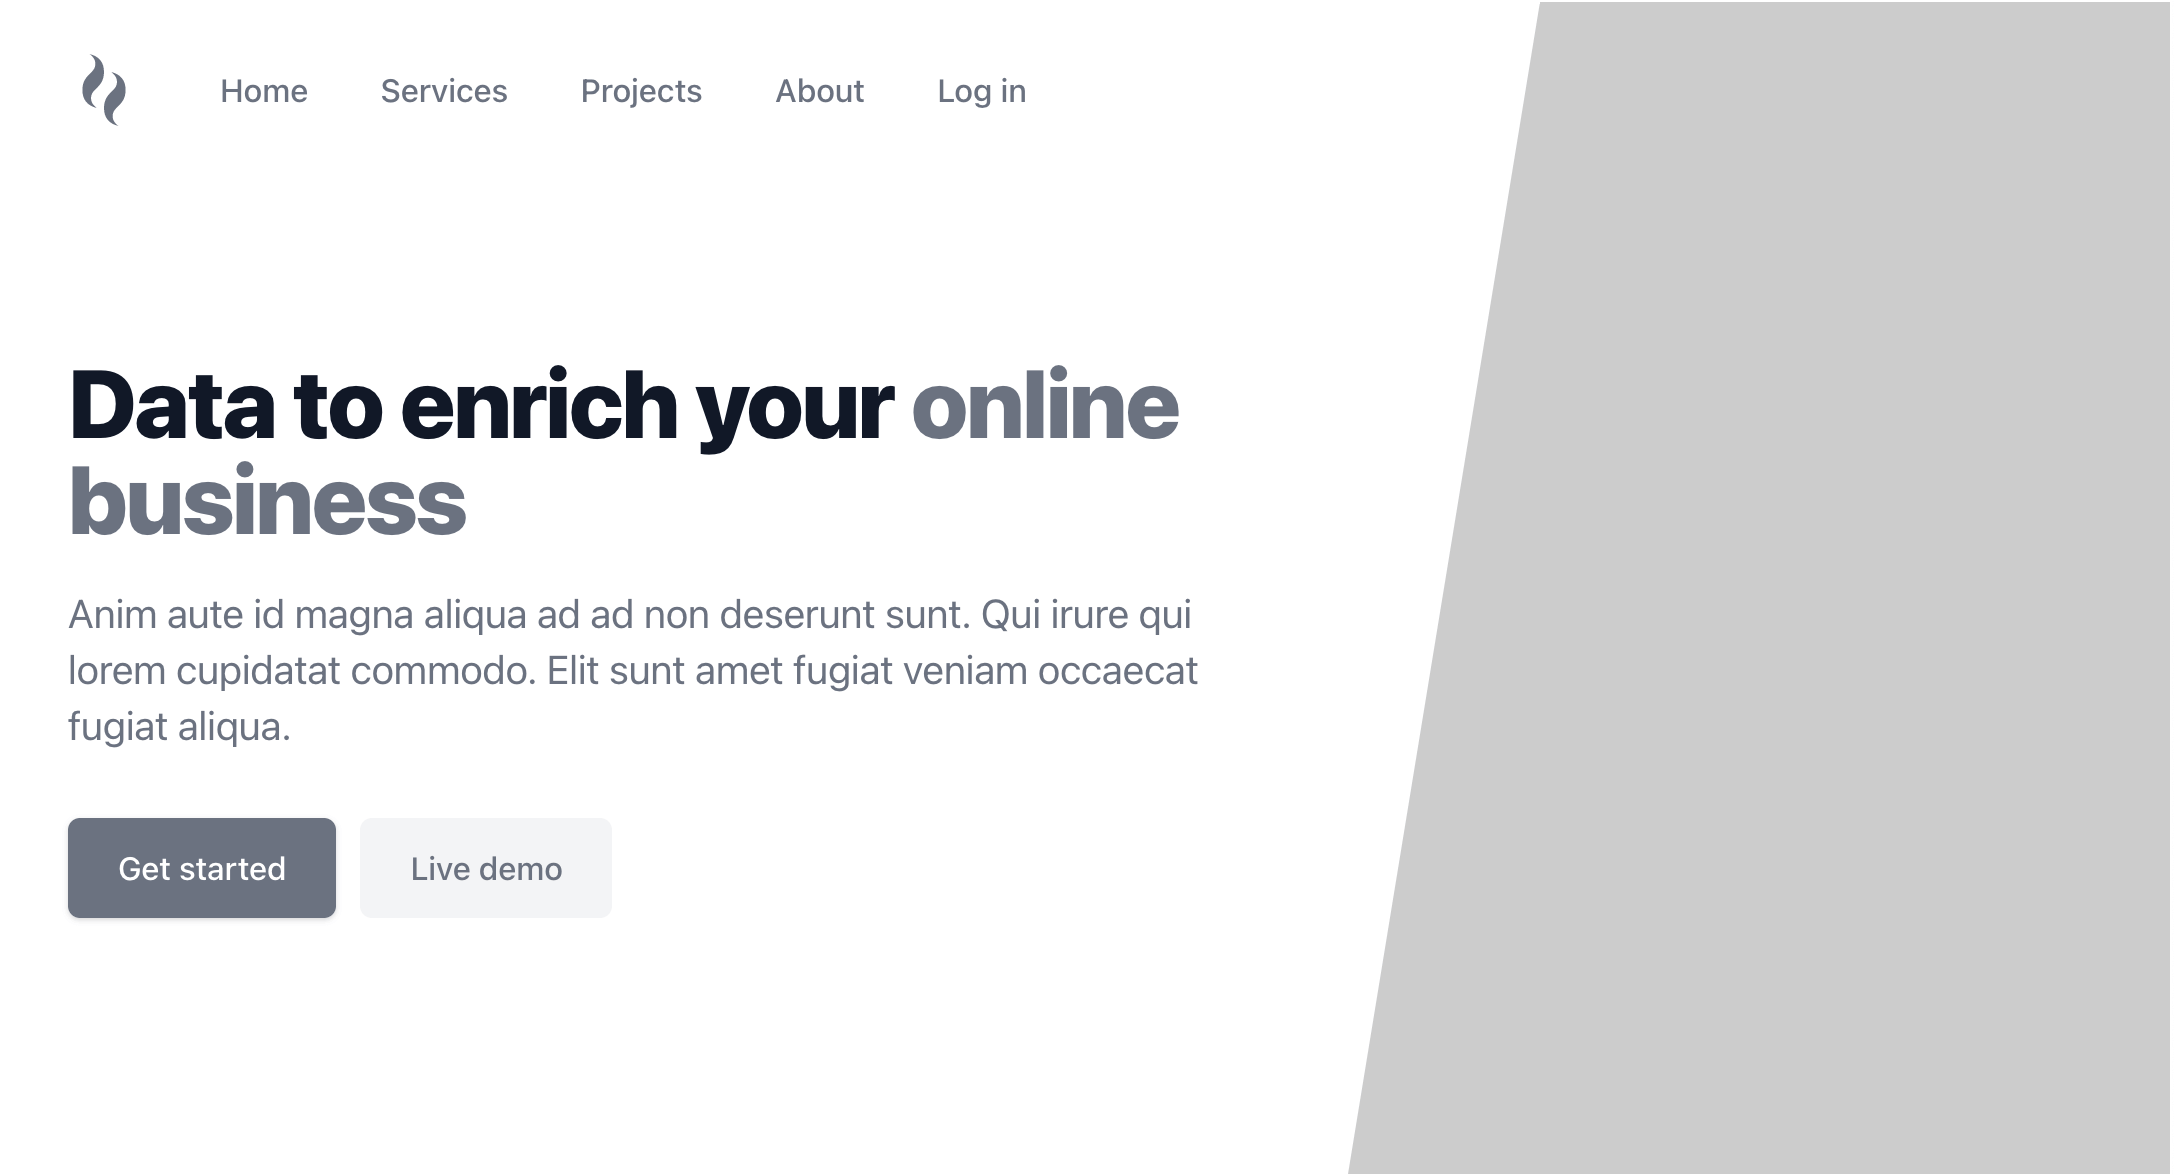 Home Services Projects About Log in
Data to enrich your online
business
Anim aute id magna aliqua ad ad non deserunt sunt. Qui irure qui
lorem cupidatat commodo. Elit sunt amet fugiat veniam occaecat
fugiat aliqua.
Get started Live demo